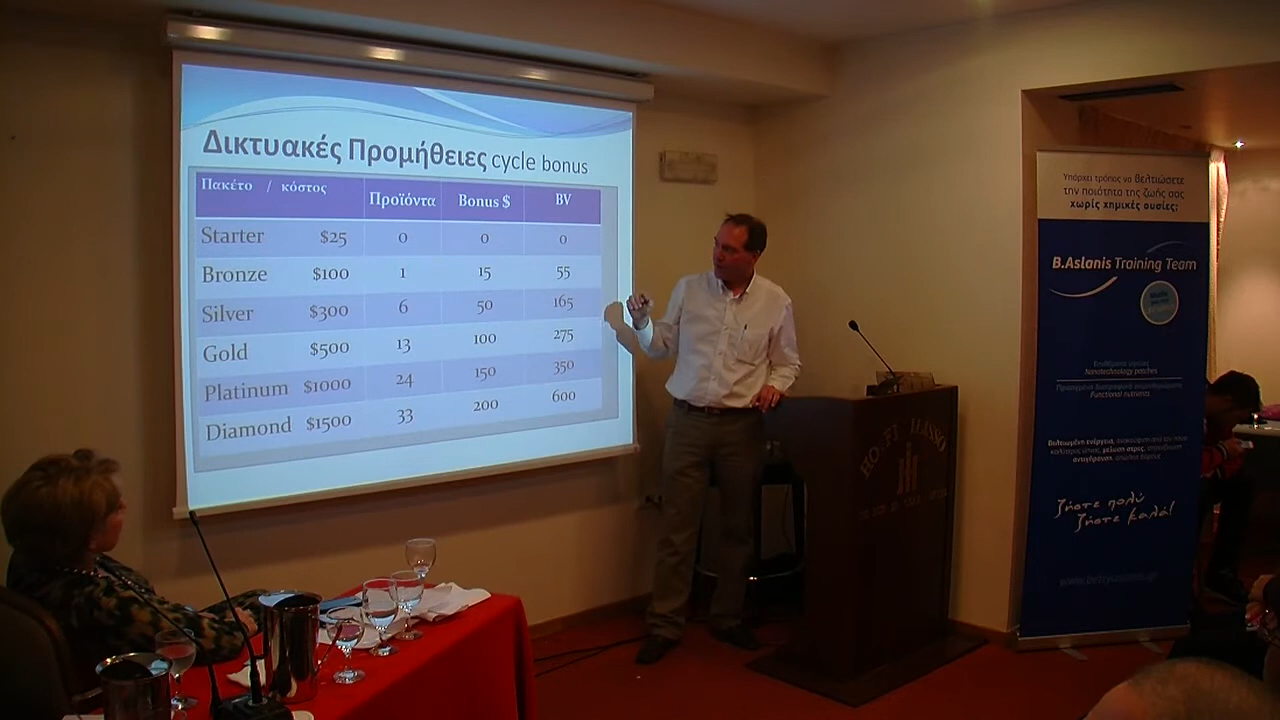 Δικτυακές Προμήθειες cycle bonus
Πακέτο / κόστος Προϊόντα Bonus $ BV
Starter $25 0 0 0
Bronze $100 1 15 55
Silver $300 6 50 165
Gold $500 13 100 275
Platinum $1000 24 150 350
Diamond $1500 33 200 600
Υπάρχει τρόπος να βελτιώσετε
την ποιότητα της ζωής σας
χωρίς χημικές ουσίες;
B.Aslanis Training Team
Επιθέματα υγείας
Nanotechnology patches
Functional nutrients
ζήστε πολύ
ζήστε καλά!
ILISSO